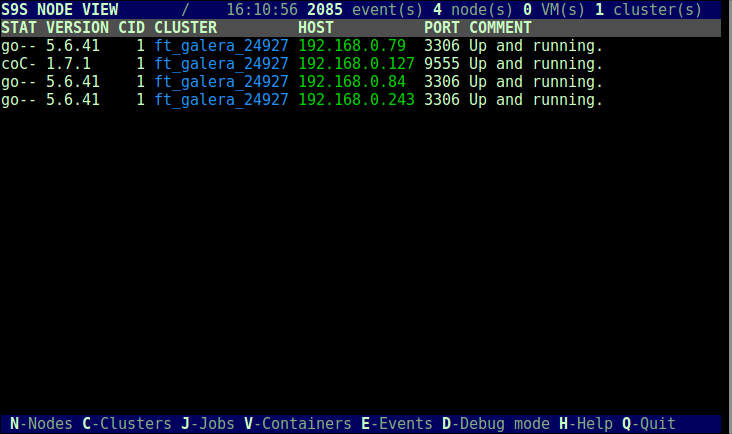 S9S NODE VIEW / 16:10:56 2085 event(s) 4 node(s) 0 VM(s) 1 cluster(s)
STAT VERSION CID CLUSTER HOST PORT COMMENT
go-- 5.6.41 1 ft_galera_24927 192.168.0.79 3306 Up and running.
coC- 1.7.1 1 ft_galera_24927 192.168.0.127 9555 Up and running.
go-- 5.6.41 1 ft_galera_24927 192.168.0.84 3306 Up and running.
go-- 5.6.41 1 ft_galera_24927 192.168.0.243 3306 Up and running.
N-Nodes C-Clusters J-Jobs V-Containers E-Events D-Debug mode H-Help Q-Quit